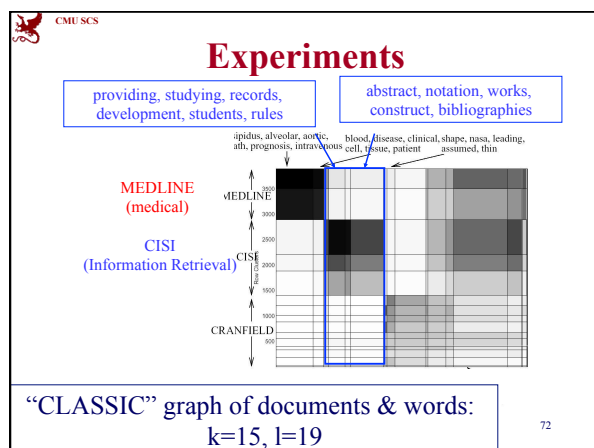 CMU SCS
Experiments
providing, studying, records,
development, students, rules
abstract, notation, works,
construct, bibliographies
ipidus, alveolar, aortic,
ath, prognosis, intravenous
blood, disease, clinical,
cell, tissue, patient
shape, nasa, leading,
assumed, thin
MEDLINE
(medical)
MEDLINE
CISI
(Information Retrieval)
CISI
CRANFIELD
3500
3000
2500
2000
1500
1000
500
"CLASSIC" graph of documents & words:
k=15, l=19
72